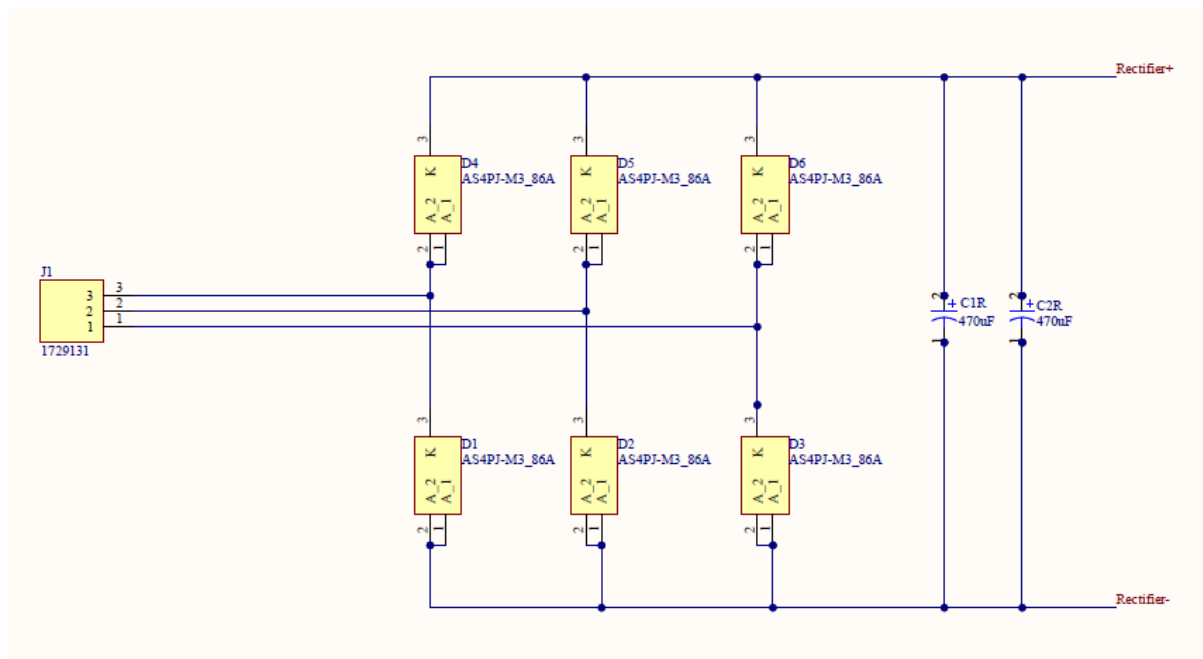 Rectifier+
3
3
3
D4
AS4PJ-M3_86A
D5
AS4PJ-M3_86A
D6
AS4PJ-M3_86A
K
K
K
A_2
A_1
A_2
A_1
A_2
A_1
2
1
2
1
2
1
J1
3
3
2
2
1
1
1729131
2
+
C1R
470uF
1
2
+
C2R
470uF
1
3
3
3
D1
AS4PJ-M3_86A
D2
AS4PJ-M3_86A
D3
AS4PJ-M3_86A
K
K
K
A_2
A_1
A_2
A_1
A_2
A_1
2
1
2
1
2
1
Rectifier-